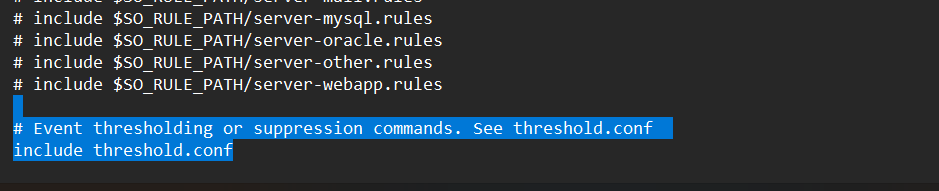 # include $SO_RULE_PATH/server-mail.rules
# include $SO_RULE_PATH/server-mysql.rules
# include $SO_RULE_PATH/server-oracle.rules
# include $SO_RULE_PATH/server-other.rules
# include $SO_RULE_PATH/server-webapp.rules
# Event thresholding or suppression commands. See threshold.conf
include threshold.conf